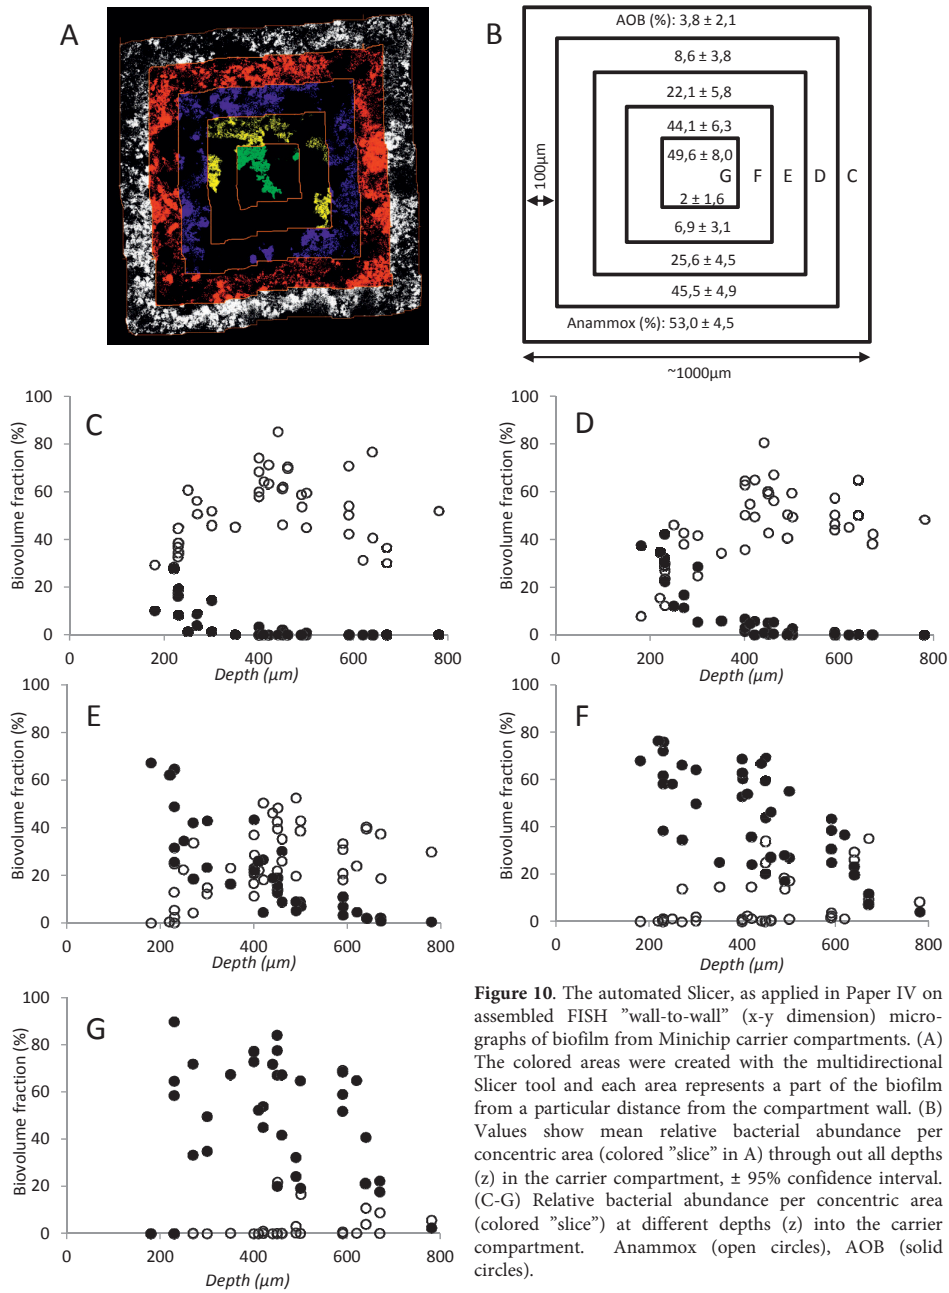 A
B
AOB (%): 3,8 ± 2,1
8,6 ± 3,8
22,1 ± 5,8
44,1 ± 6,3
49,6 ± 8,0
G F E D C
2 ± 1,6
6,9 ± 3,1
25,6 ± 4,5
45,5 ± 4,9
Anammox (%): 53,0 ± 4,5
100µm
~1000µm
C
Biovolume fraction (%)
100
80
60
40
20
0
0 200 400 600 800
Depth (µm)
D
Biovolume fraction (%)
100
80
60
40
20
0
0 200 400 600 800
Depth (µm)
E
Biovolume fraction (%)
100
80
60
40
20
0
0 200 400 600 800
Depth (µm)
F
Biovolume fraction (%)
100
80
60
40
20
0
0 200 400 600 800
Depth (µm)
G
Biovolume fraction (%)
100
80
60
40
20
0
0 200 400 600 800
Depth (µm)
Figure 10. The automated Slicer, as applied in Paper IV on
assembled FISH ”wall-to-wall” (x-y dimension) micro-
graphs of biofilm from Minichip carrier compartments. (A)
The colored areas were created with the multidirectional
Slicer tool and each area represents a part of the biofilm
from a particular distance from the compartment wall. (B)
Values show mean relative bacterial abundance per
concentric area (colored ”slice” in A) through out all depths
(z) in the carrier compartment, ± 95% confidence interval.
(C-G) Relative bacterial abundance per concentric area
(colored ”slice”) at different depths (z) into the carrier
compartment. Anammox (open circles), AOB (solid
circles).